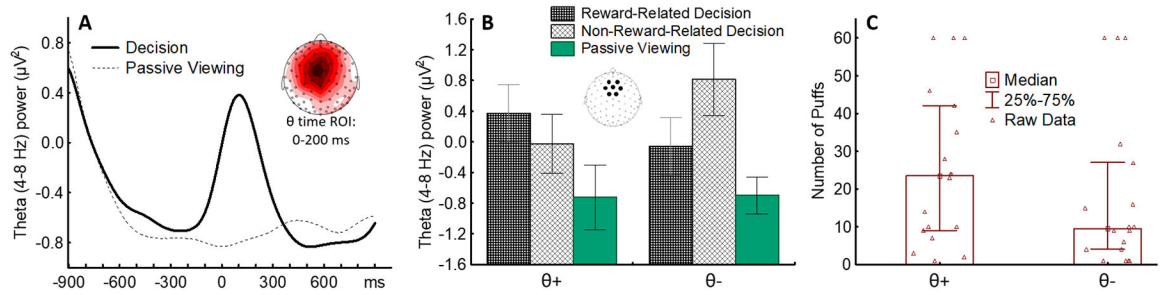 A
Theta (4-8 Hz) power (µV²)
0.8
0.4
0.0
-0.4
-0.8
Decision
Passive Viewing
θ time ROI:
0-200 ms
-900
-600
-300
0
300
600
ms
B
Theta (4-8 Hz) power (µV²)
1.6
1.2
0.8
0.4
0.0
-0.4
-0.8
-1.2
-1.6
Reward-Related Decision
Non-Reward-Related Decision
Passive Viewing
θ+
θ-
C
Number of Puffs
60
50
40
30
20
10
0
Median
25%-75%
Raw Data
θ+
θ-